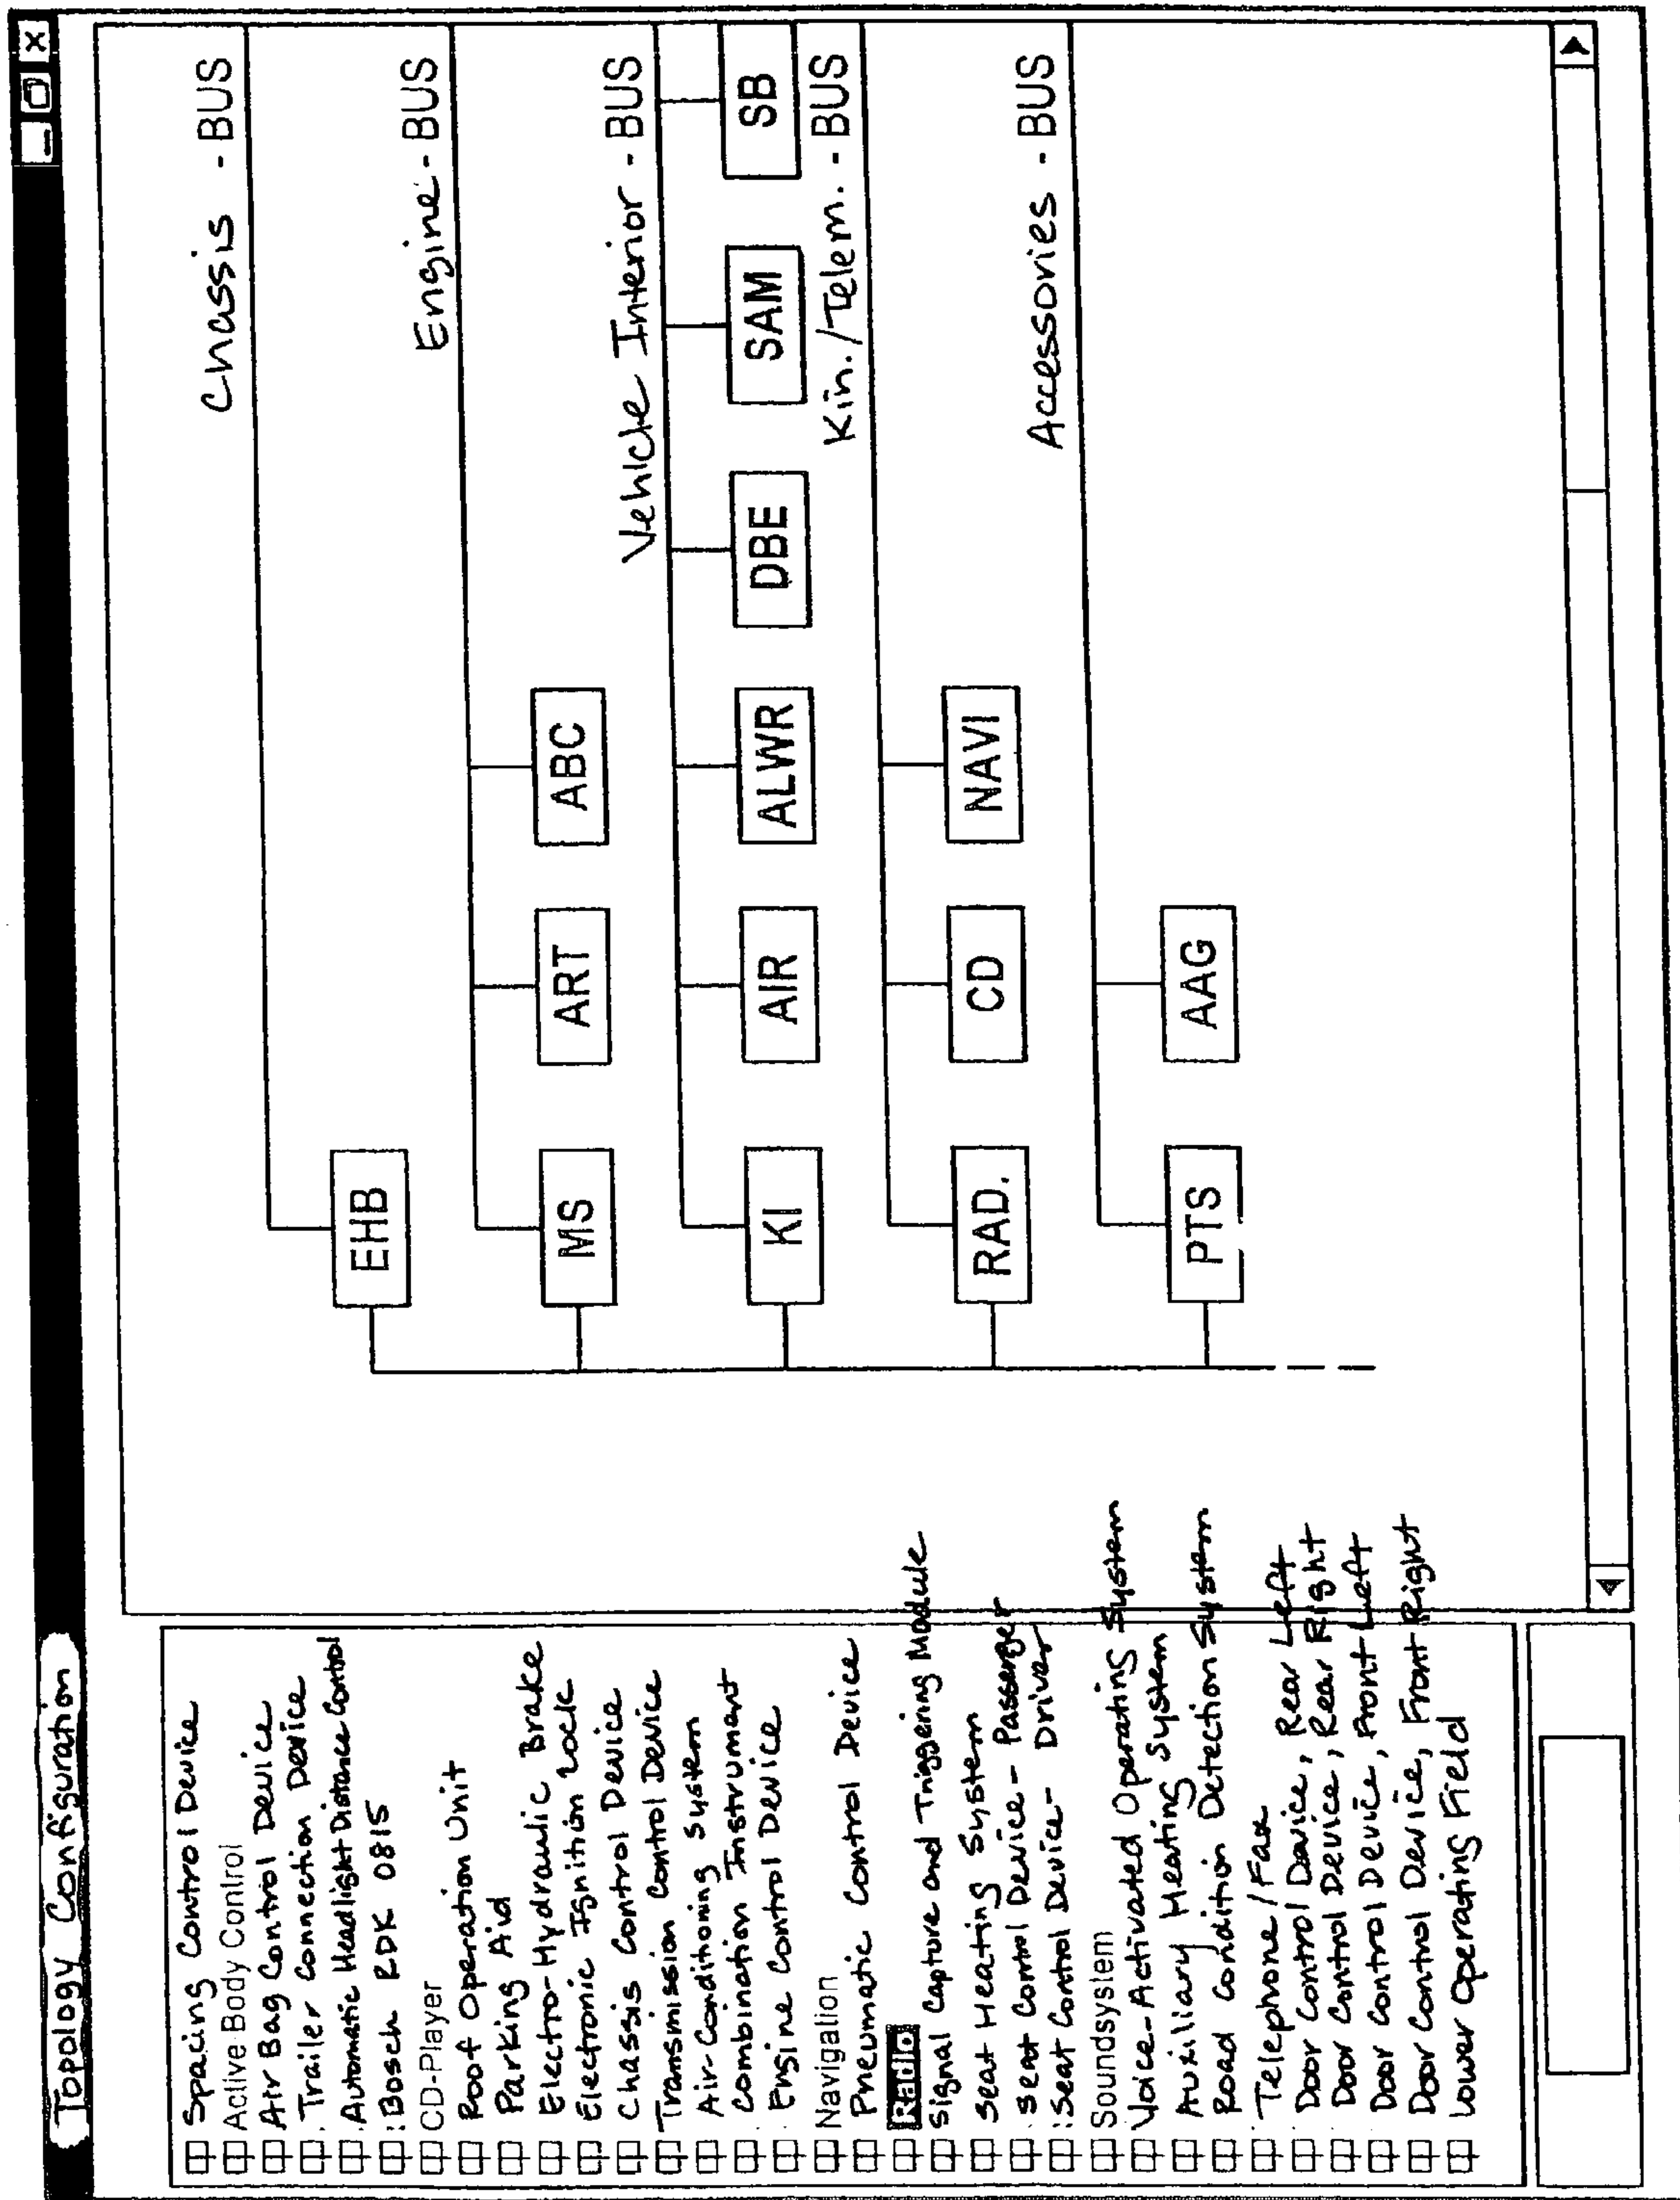 Topology Configuration
Spacing Control Device
Active Body Control
Air Bag Control Device
Trailer Connection Device
Automatic Headlight Distance Control
Bosch RDK 0815
CD-Player
Roof Operation Unit
Parking Aid
Electro-Hydraulic Brake
Electronic Ignition Lock
Chassis Control Device
Transmission Control Device
Air-Conditioning System
Combination Instrument
Engine Control Device
Navigation
Pneumatic Control Device
Radio
Signal Capture and Triggering Module
Seat Heating System
Seat Control Device - Passenger
Seat Control Device - Driver
Soundsystem
Voice-Activated Operating System
Auxiliary Heating System
Road Condition Detection System
Telephone/Fax
Door Control Device, Rear Left
Door Control Device, Rear Right
Door Control Device, Front Left
Door Control Device, Front Right
Lower Operating Field
Chassis - BUS
EHB
Engine - BUS
MS ART ABC
Vehicle Interior - BUS
KI AIR ALWR DBE SAM SB
Kin./Telem. - BUS
RAD. CD NAVI
Accessories - BUS
PTS AAG